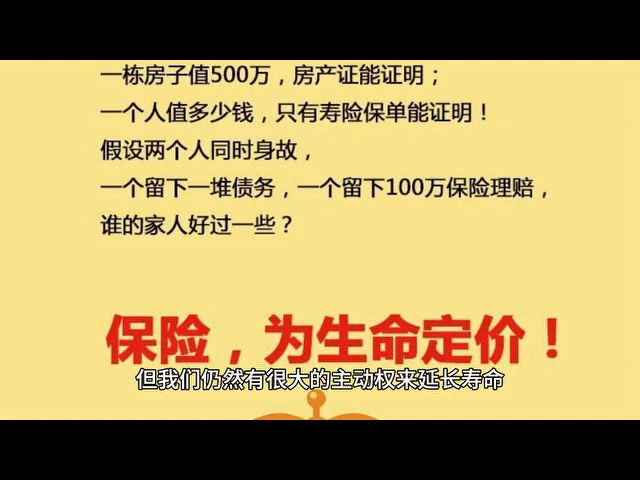 一栋房子值500万，房产证能证明；
一个人值多少钱，只有寿险保单能证明！
假设两个人同时身故，
一个留下一堆债务，一个留下100万保险理赔，
谁的家人好过一些？
保险，为生命定价！
但我们仍然有很大的主动权来延长寿命